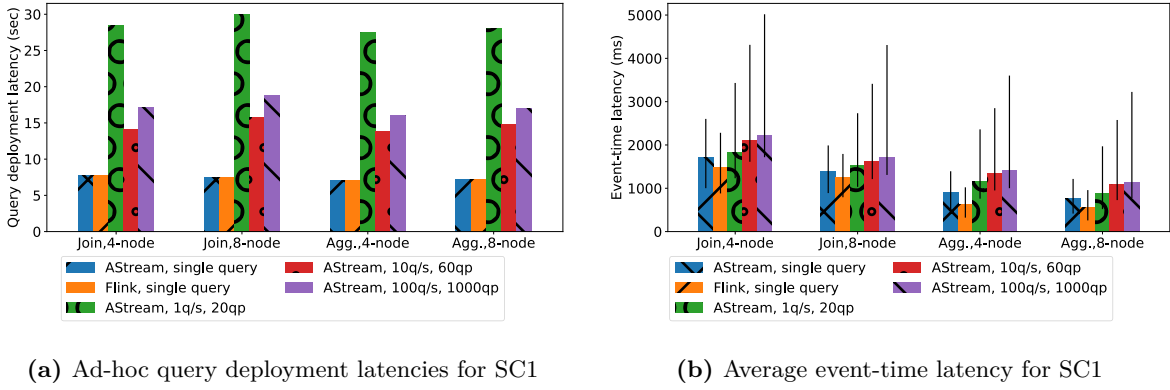 Query deployment latency (sec)
30
25
20
15
10
5
0
Join,4-node
Join,8-node
Agg.,4-node
Agg.,8-node
AStream, single query
Flink, single query
AStream, 1q/s, 20qp
AStream, 10q/s, 60qp
AStream, 100q/s, 1000qp
(a) Ad-hoc query deployment latencies for SC1
Event-time latency (ms)
5000
4000
3000
2000
1000
0
Join,4-node
Join,8-node
Agg.,4-node
Agg.,8-node
AStream, single query
Flink, single query
AStream, 1q/s, 20qp
AStream, 10q/s, 60qp
AStream, 100q/s, 1000qp
(b) Average event-time latency for SC1